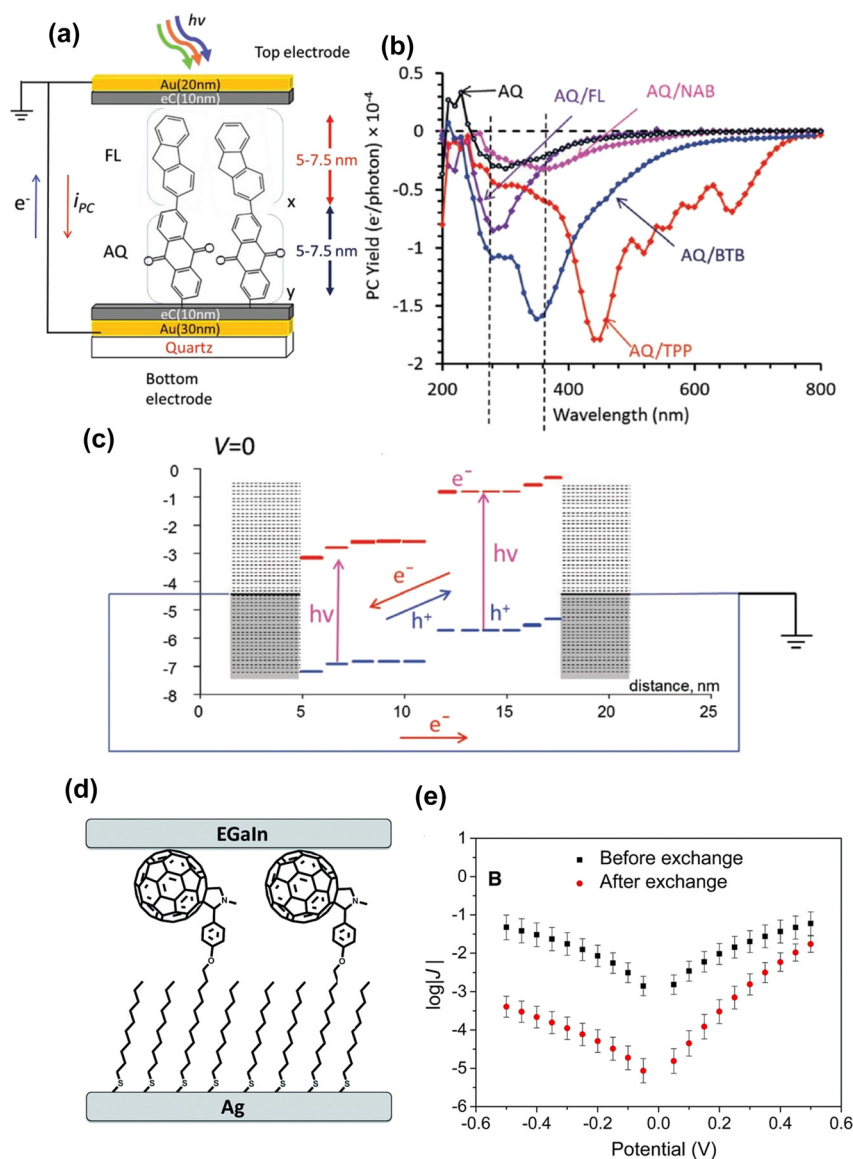 (a)
hν
Top electrode
Au(20nm)
eC(10nm)
FL
5-7.5 nm
x
e⁻
iPC
AQ
5-7.5 nm
y
eC(10nm)
Au(30nm)
Quartz
Bottom
electrode
(b)
PC Yield (e⁻/photon) × 10⁻⁴
0.5
0
-0.5
-1
-1.5
-2
AQ
AQ/FL
AQ/NAB
AQ/BTB
AQ/TPP
200
400
600
800
Wavelength (nm)
(c)
V=0
0
-1
-2
-3
-4
-5
-6
-7
-8
e⁻
hν
hν
e⁻
h⁺
h⁺
distance, nm
0
5
10
15
20
25
e⁻
(d)
EGaIn
N
N
O
O
S
S
S
S
S
S
S
S
Ag
(e)
log|J|
1
0
-1
-2
-3
-4
-5
-6
B
Before exchange
After exchange
-0.6
-0.4
-0.2
0.0
0.2
0.4
0.6
Potential (V)